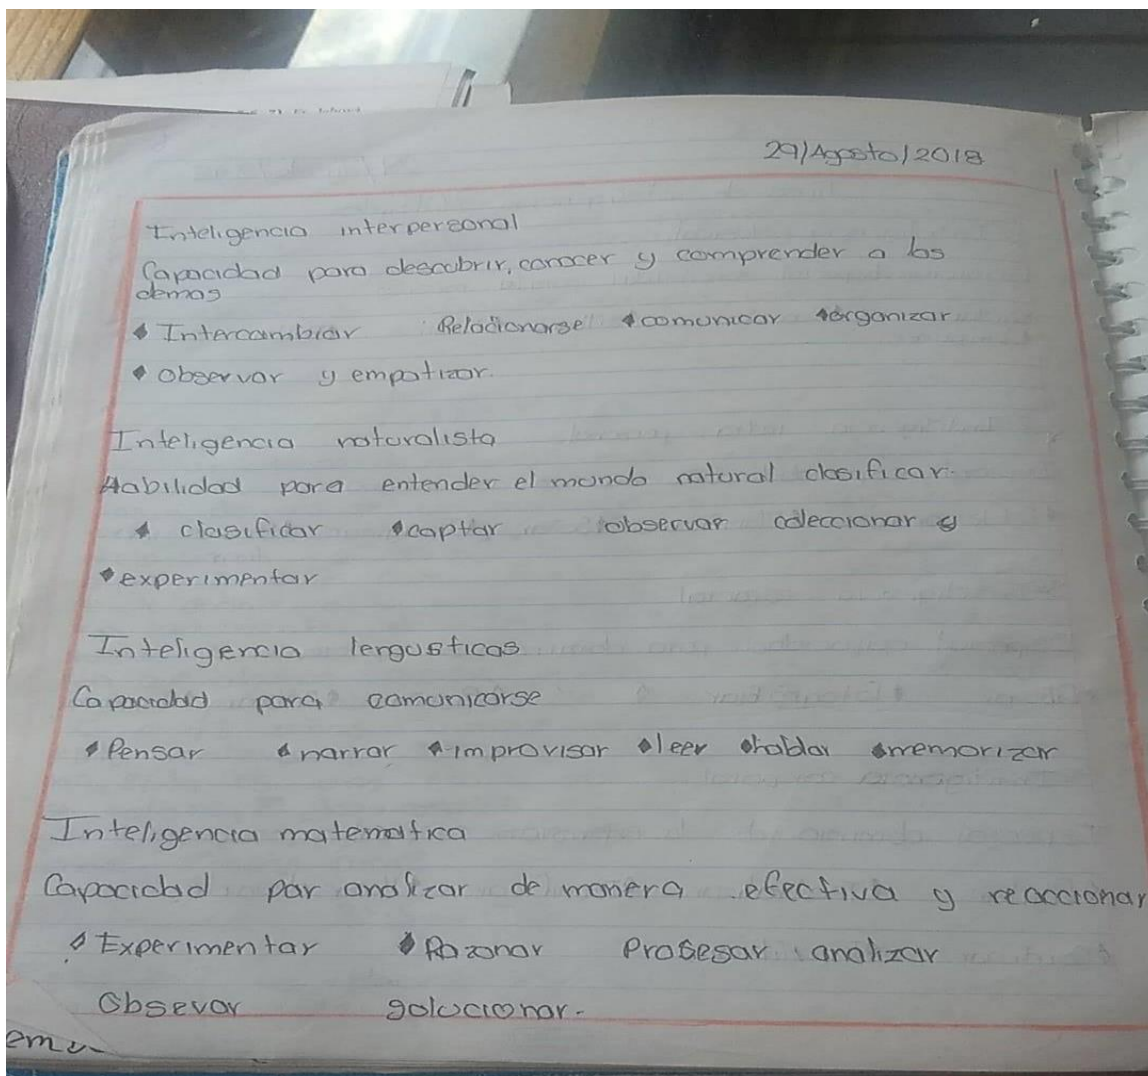 29/Agosto/2018
Inteligencia interpersonal
Capacidad para descubrir, conocer y comprender a los
demas
Intercambiar Relacionarse comunicar organizar
observar y empatizar.
Inteligencia naturalista
Habilidad para entender el mundo natural clasificar.
clasificar captar observar coleccionar y
experimentar
Inteligencia lengusticas
Capacidad para comunicarse
Pensar narrar improvisar leer hablar memorizar
Inteligencia matematica
Capacidad par analizar de manera efectiva y reaccionar
Experimentar Razonar Prosesar analizar
Obsevar solucionar.